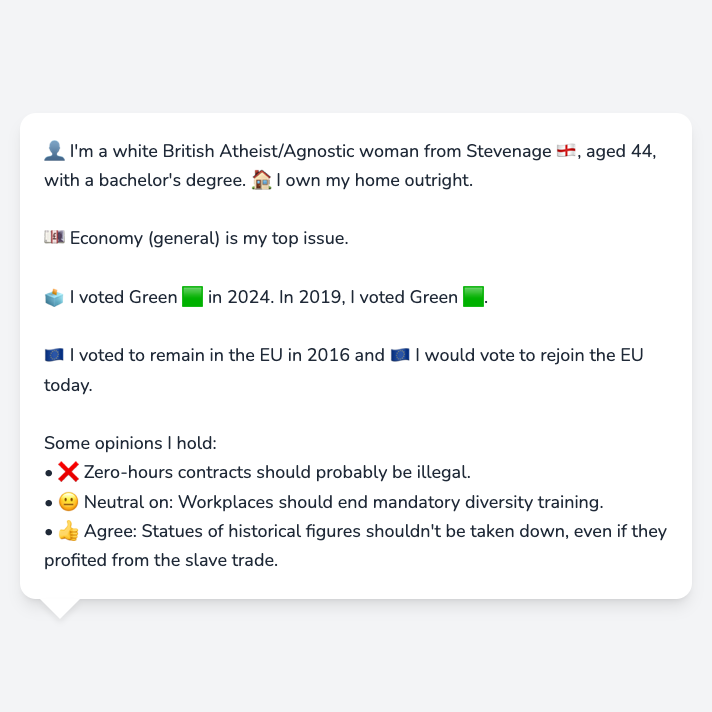 👤 I'm a white British Atheist/Agnostic woman from Stevenage 🏴󠁧󠁢󠁥󠁮󠁧󠁿, aged 44,
with a bachelor's degree. 🏠 I own my home outright.
💷 Economy (general) is my top issue.
🗳️ I voted Green 🟩 in 2024. In 2019, I voted Green 🟩.
🇪🇺 I voted to remain in the EU in 2016 and 🇪🇺 I would vote to rejoin the EU
today.
Some opinions I hold:
• ❌ Zero-hours contracts should probably be illegal.
• 😐 Neutral on: Workplaces should end mandatory diversity training.
• 👍 Agree: Statues of historical figures shouldn't be taken down, even if they
profited from the slave trade.